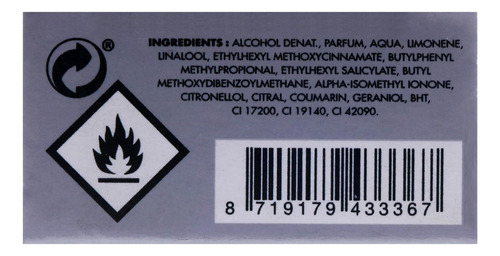 ®
INGREDIENTS : ALCOHOL DENAT., PARFUM, AQUA, LIMONENE,
LINALOOL, ETHYLHEXYL METHOXYCINNAMATE, BUTYLPHENYL
METHYLPROPIONAL, ETHYLHEXYL SALICYLATE, BUTYL
METHOXYDIBENZOYLMETHANE, ALPHA-ISOMETHYL IONONE,
CITRONELLOL, CITRAL, COUMARIN, GERANIOL, BHT,
CI 17200, CI 19140, CI 42090.
8 719179 433367